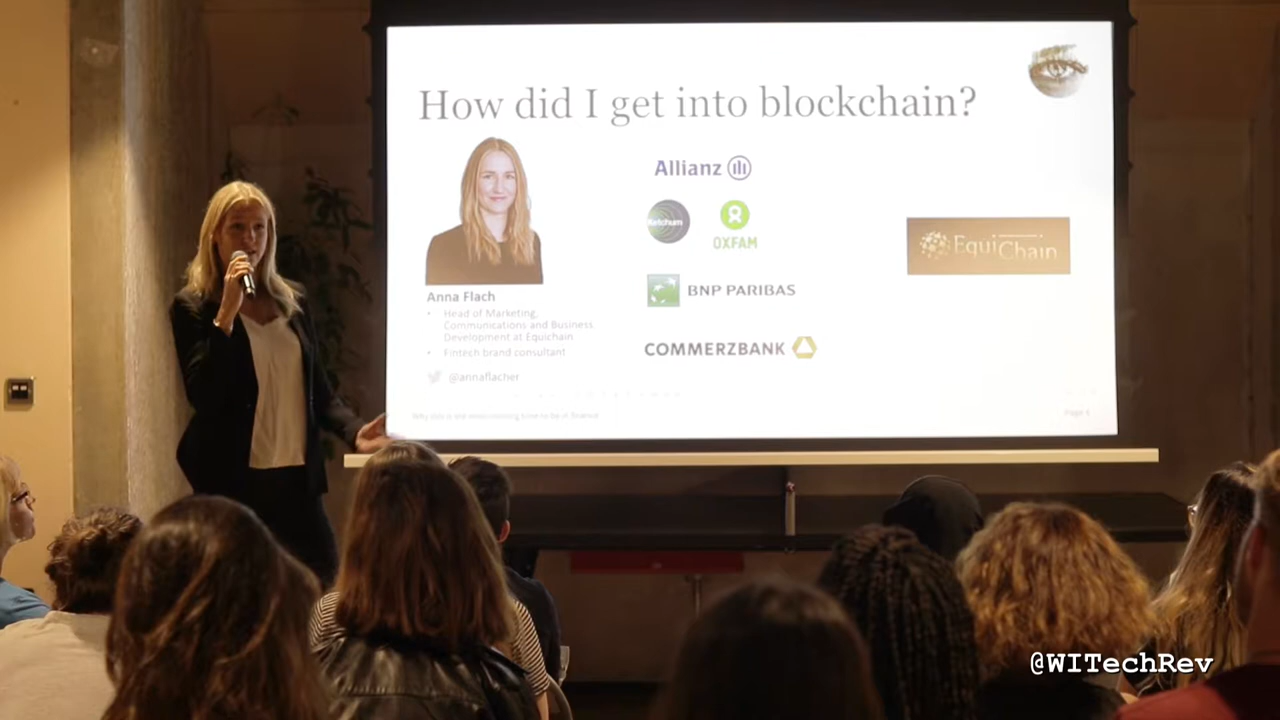 How did I get into blockchain?
Allianz
Ketchum
OXFAM
BNP PARIBAS
COMMERZBANK
EquiChain
Anna Flach
• Head of Marketing,
Communications and Business
Development at Equichain
• Fintech brand consultant
@annaflacher
Page
@WITechRev